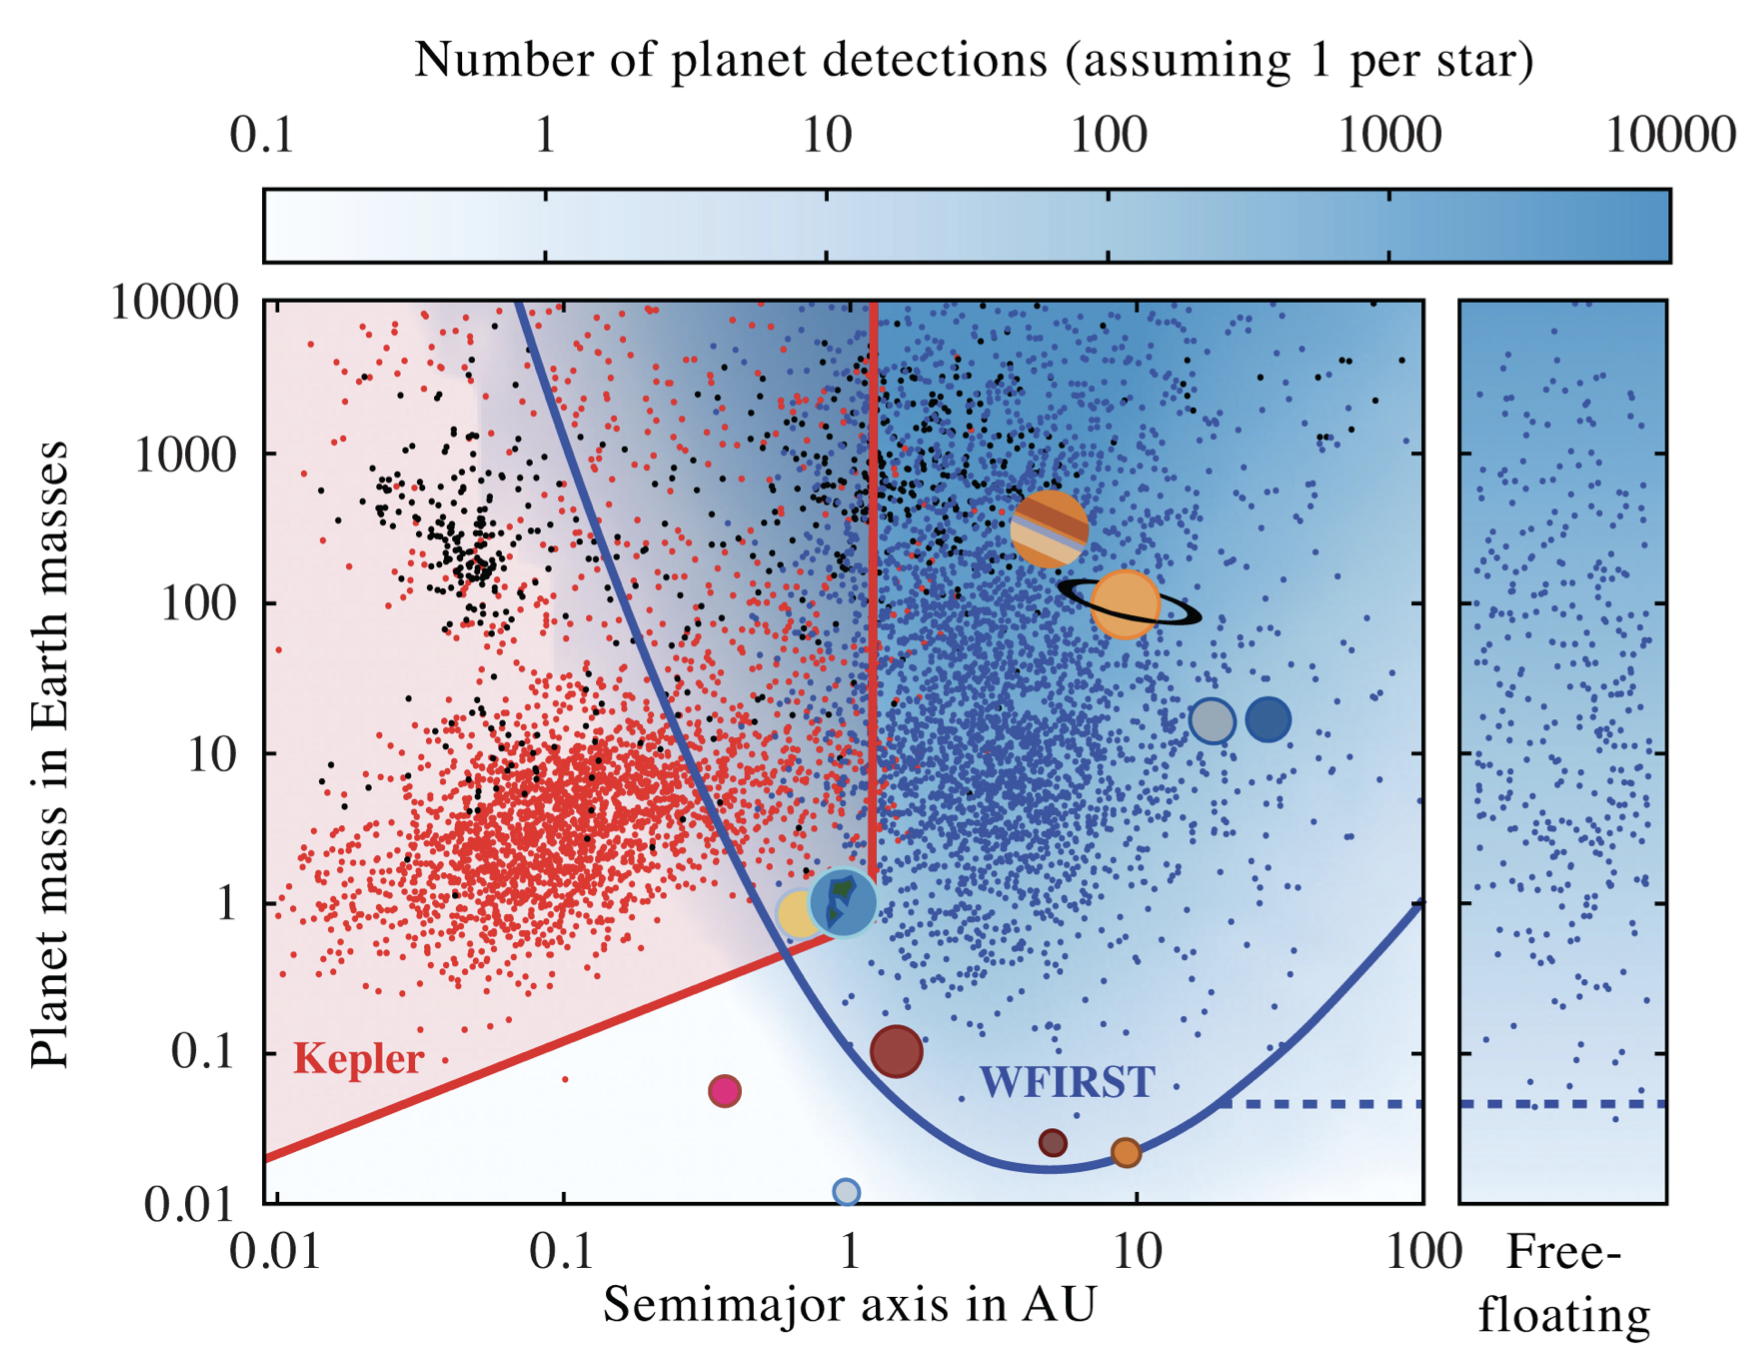 Number of planet detections (assuming 1 per star)
0.1 1 10 100 1000 10000
10000
1000
100
10
1
0.1
0.01
Planet mass in Earth masses
Kepler
WFIRST
0.01 0.1 1 10 100
Semimajor axis in AU
Free-
floating